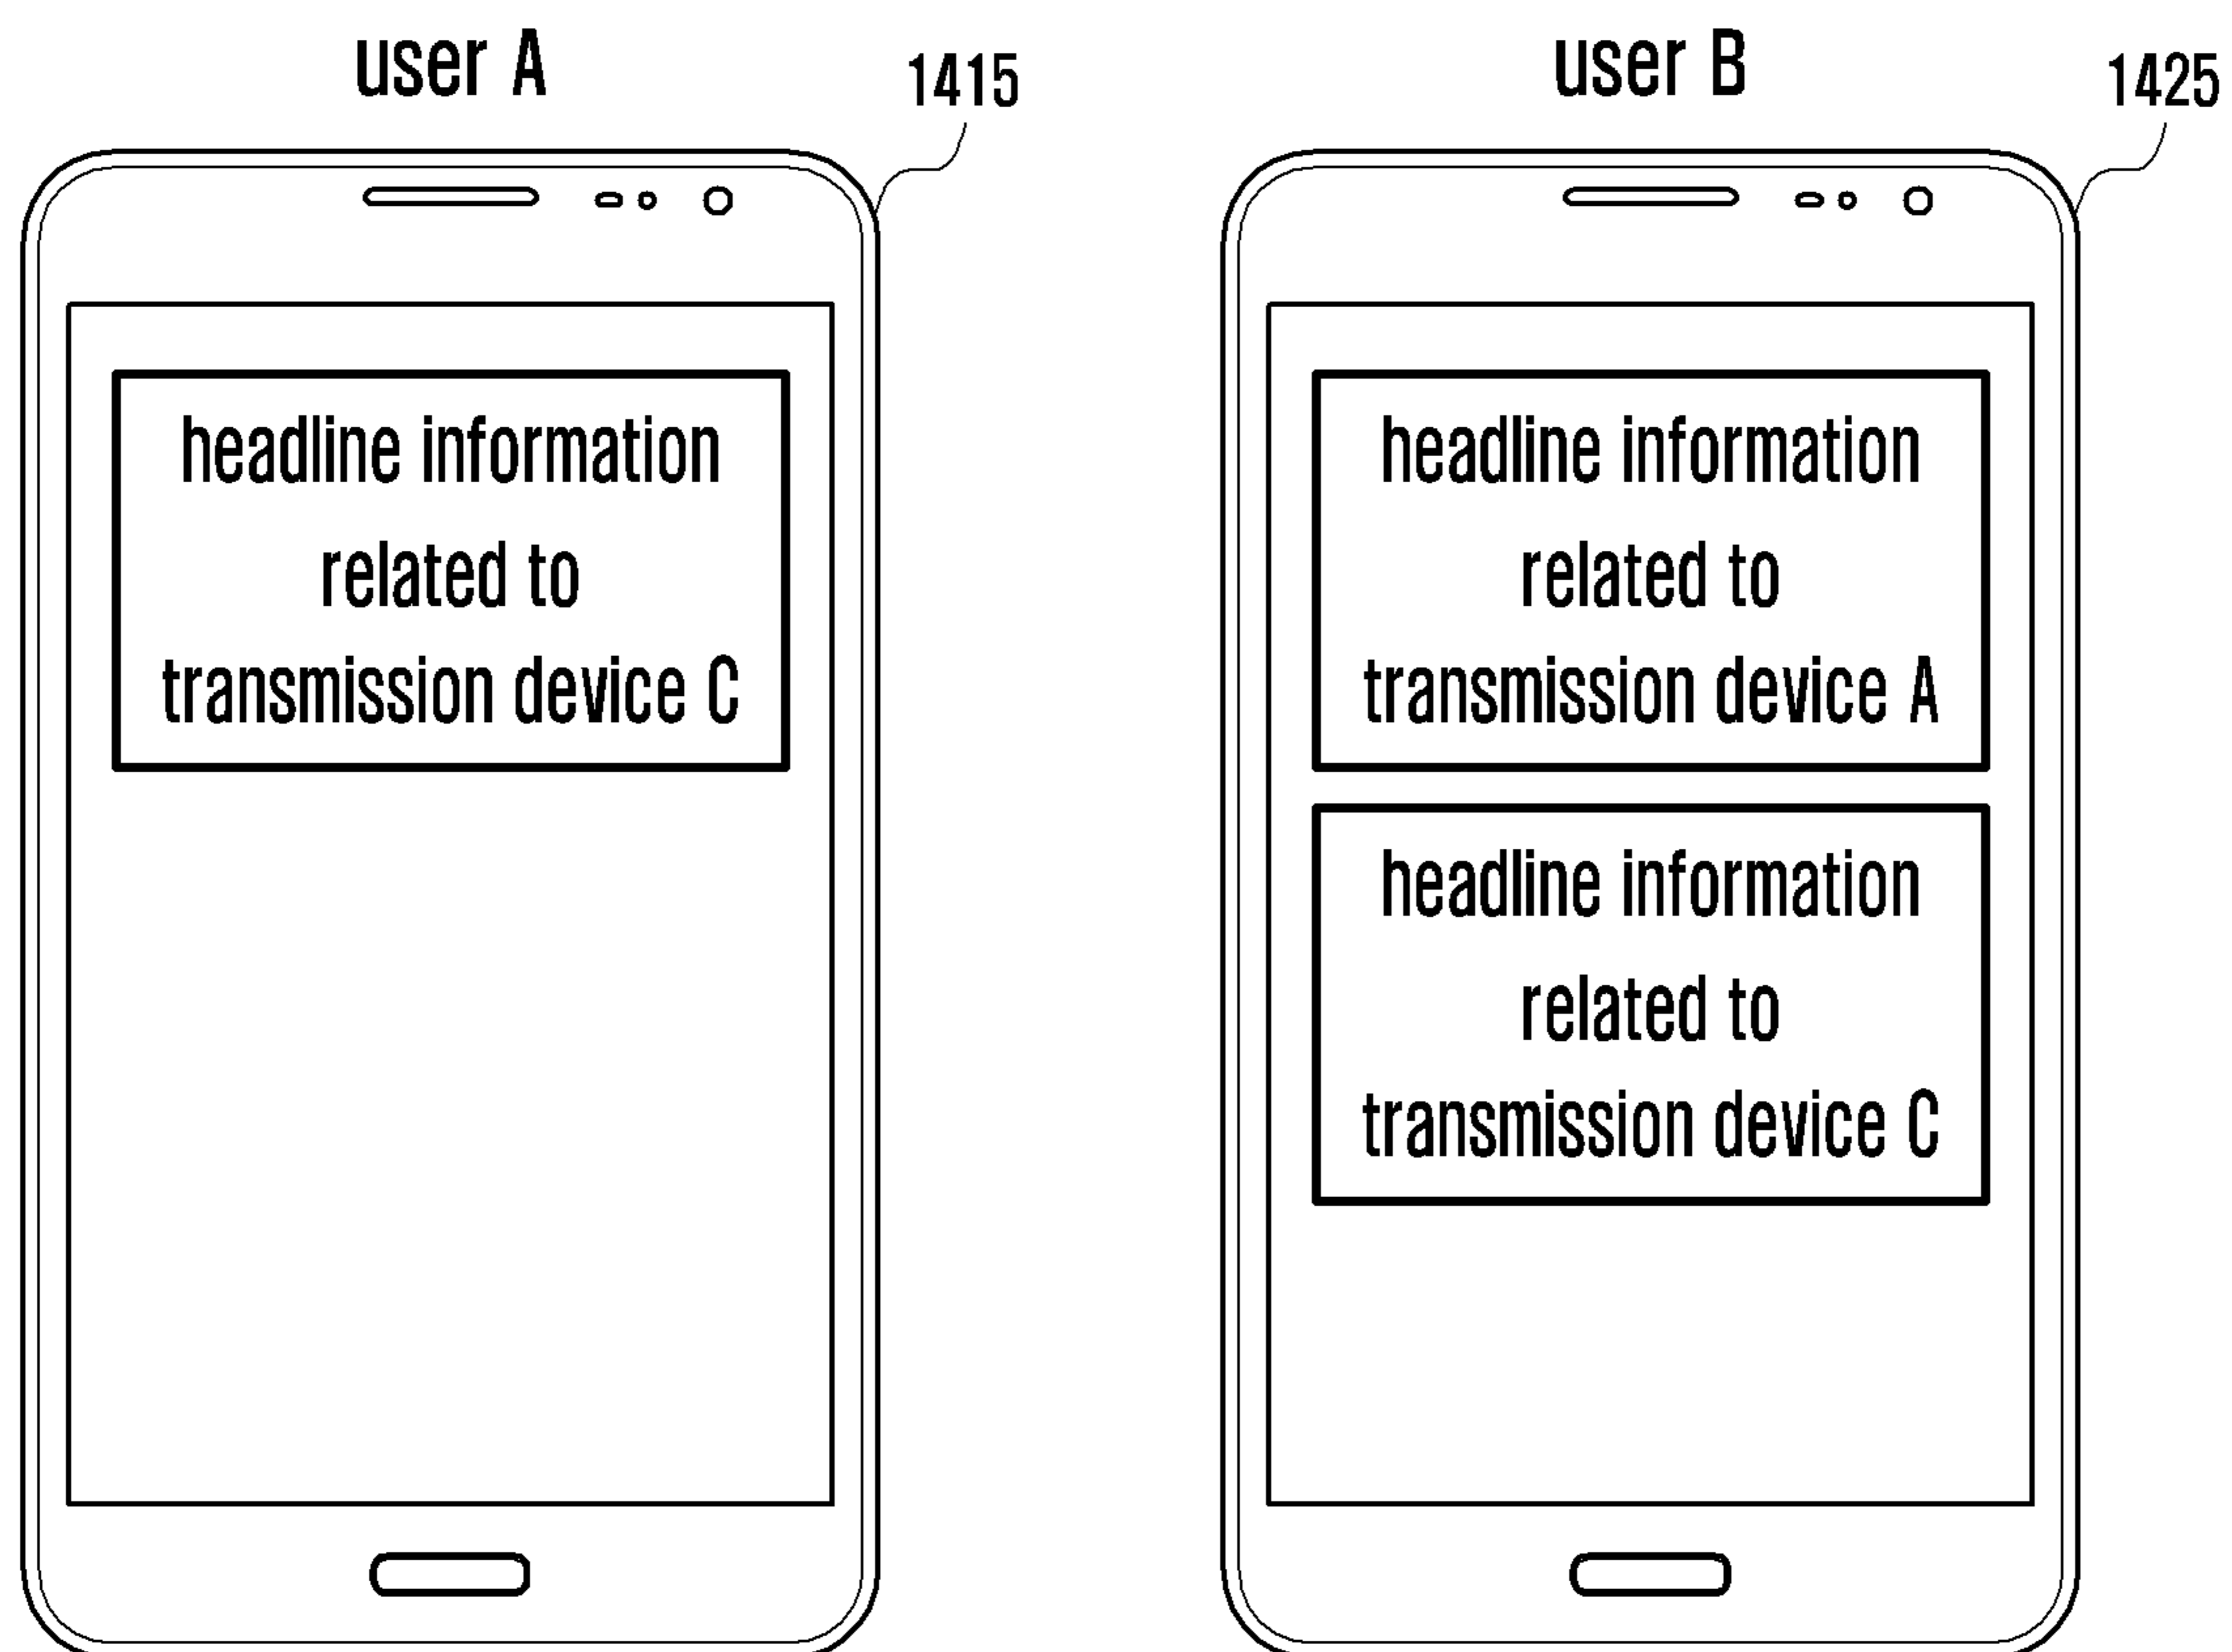 user A
1415
headline information
related to
transmission device C
user B
1425
headline information
related to
transmission device A
headline information
related to
transmission device C